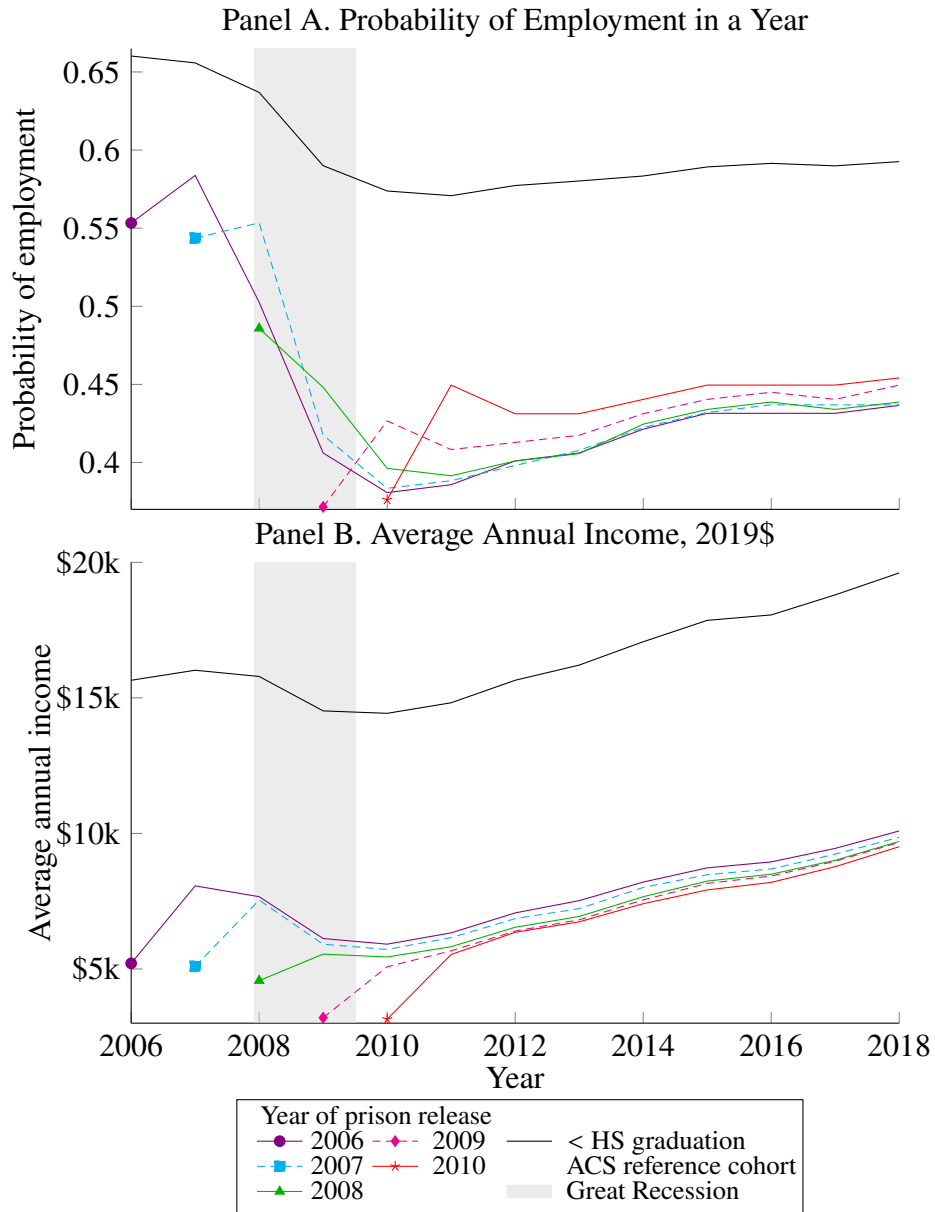 Panel A. Probability of Employment in a Year
0.65
0.6
0.55
0.5
0.45
0.4
Probability of employment
Panel B. Average Annual Income, 2019$
$20k
$15k
$10k
$5k
Average annual income
2006 2008 2010 2012 2014 2016 2018
Year
Year of prison release
2006 2009 < HS graduation
2007 2010 ACS reference cohort
2008 Great Recession